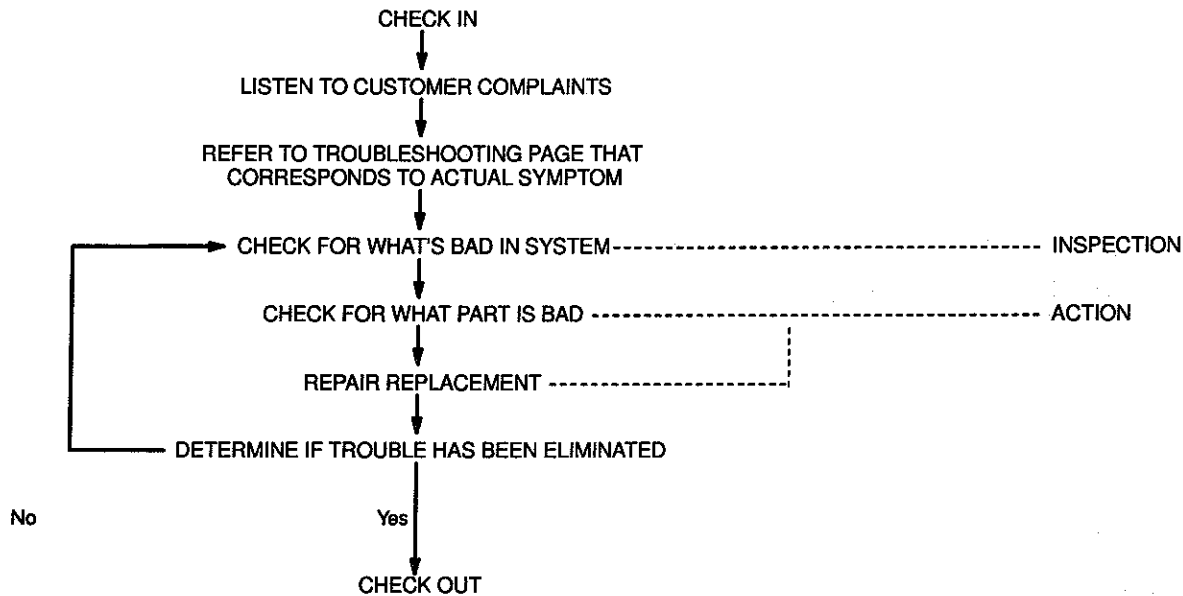 CHECK IN
LISTEN TO CUSTOMER COMPLAINTS
REFER TO TROUBLESHOOTING PAGE THAT
CORRESPONDS TO ACTUAL SYMPTOM
CHECK FOR WHAT'S BAD IN SYSTEM
INSPECTION
CHECK FOR WHAT PART IS BAD
ACTION
REPAIR REPLACEMENT
DETERMINE IF TROUBLE HAS BEEN ELIMINATED
No
Yes
CHECK OUT